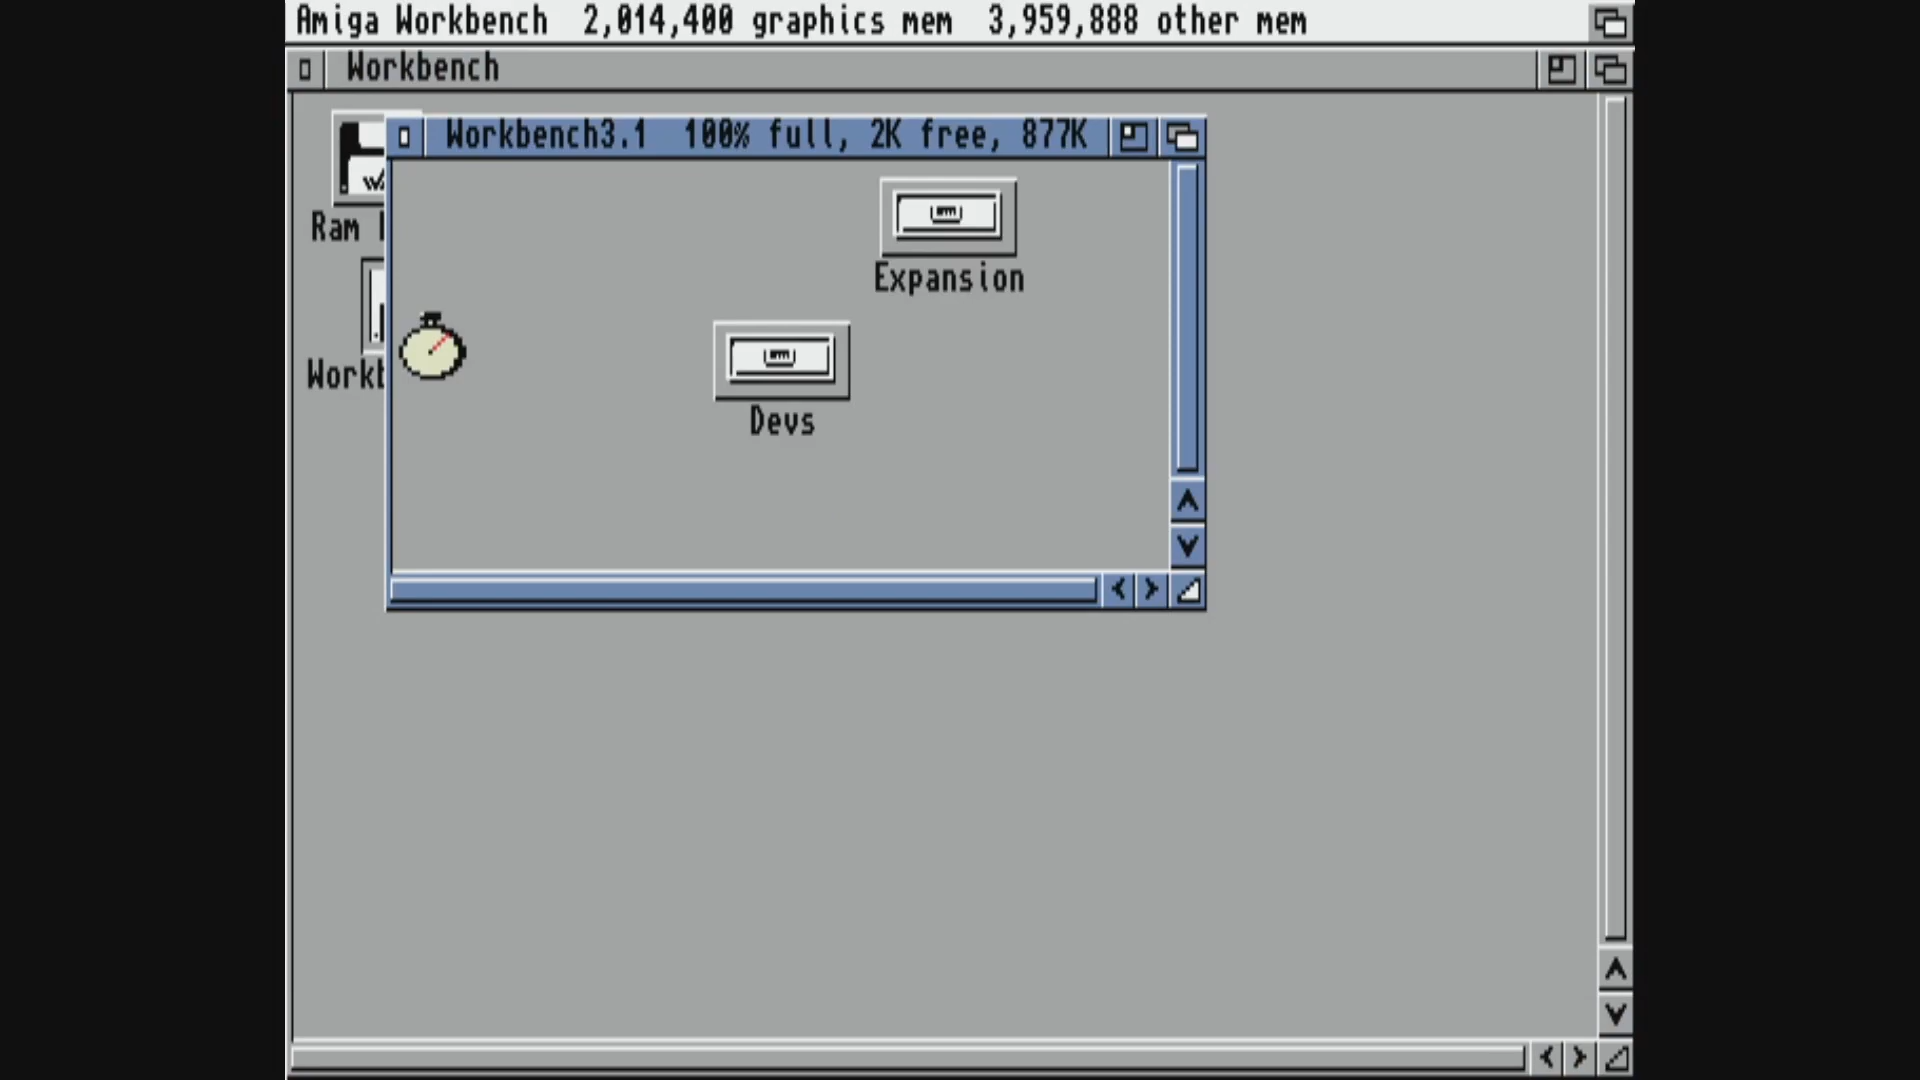 Amiga Workbench 2,014,400 graphics mem 3,959,888 other mem
Workbench
Workbench3.1 100% full, 2K free, 877K
Expansion
Ram
Devs